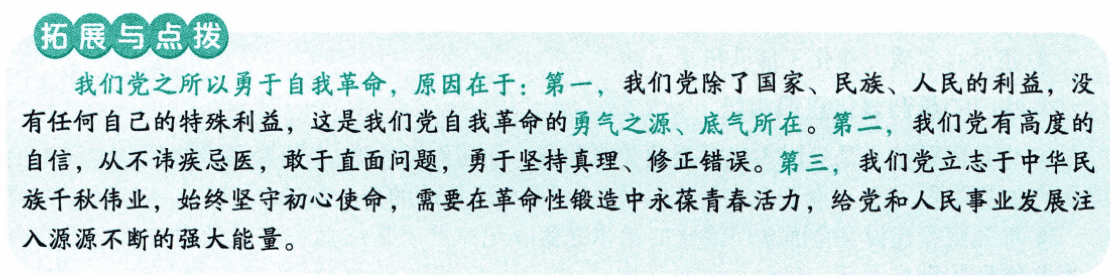 拓展与点拨
我们党之所以勇于自我革命，原因在于：第一，我们党除了国家、民族、人民的利益，没
有任何自己的特殊利益，这是我们党自我革命的勇气之源、底气所在。第二，我们党有高度的
自信，从不讳疾忌医，敢于直面问题，勇于坚持真理、修正错误。第三，我们党立志于中华民
族千秋伟业，始终坚守初心使命，需要在革命性锻造中永葆青春活力，给党和人民事业发展注
入源源不断的强大能量。